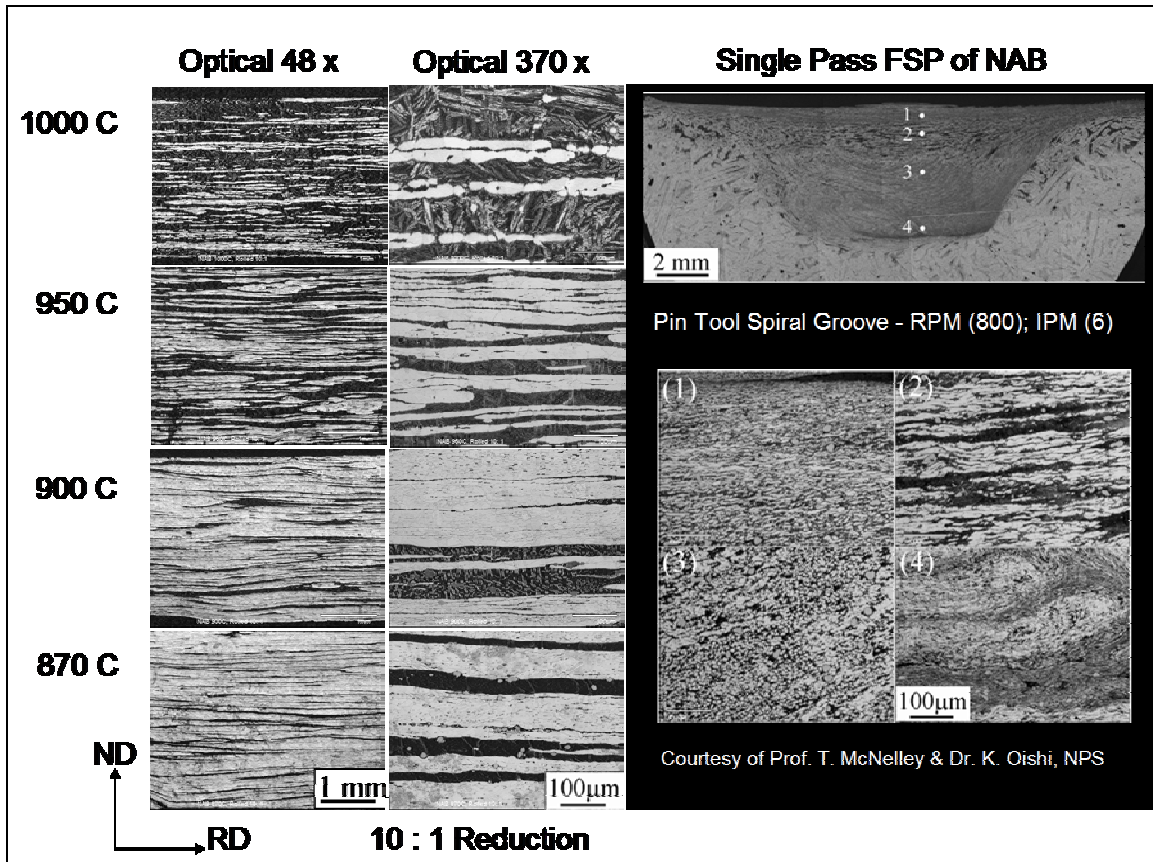 Optical 48 x
Optical 370 x
Single Pass FSP of NAB
1000 C
950 C
900 C
870 C
1
2
3
4
2 mm
Pin Tool Spiral Groove - RPM (800); IPM (6)
(1)
(2)
(3)
(4)
100μm
Courtesy of Prof. T. McNelley & Dr. K. Oishi, NPS
ND
1 mm
100μm
RD
10 : 1 Reduction